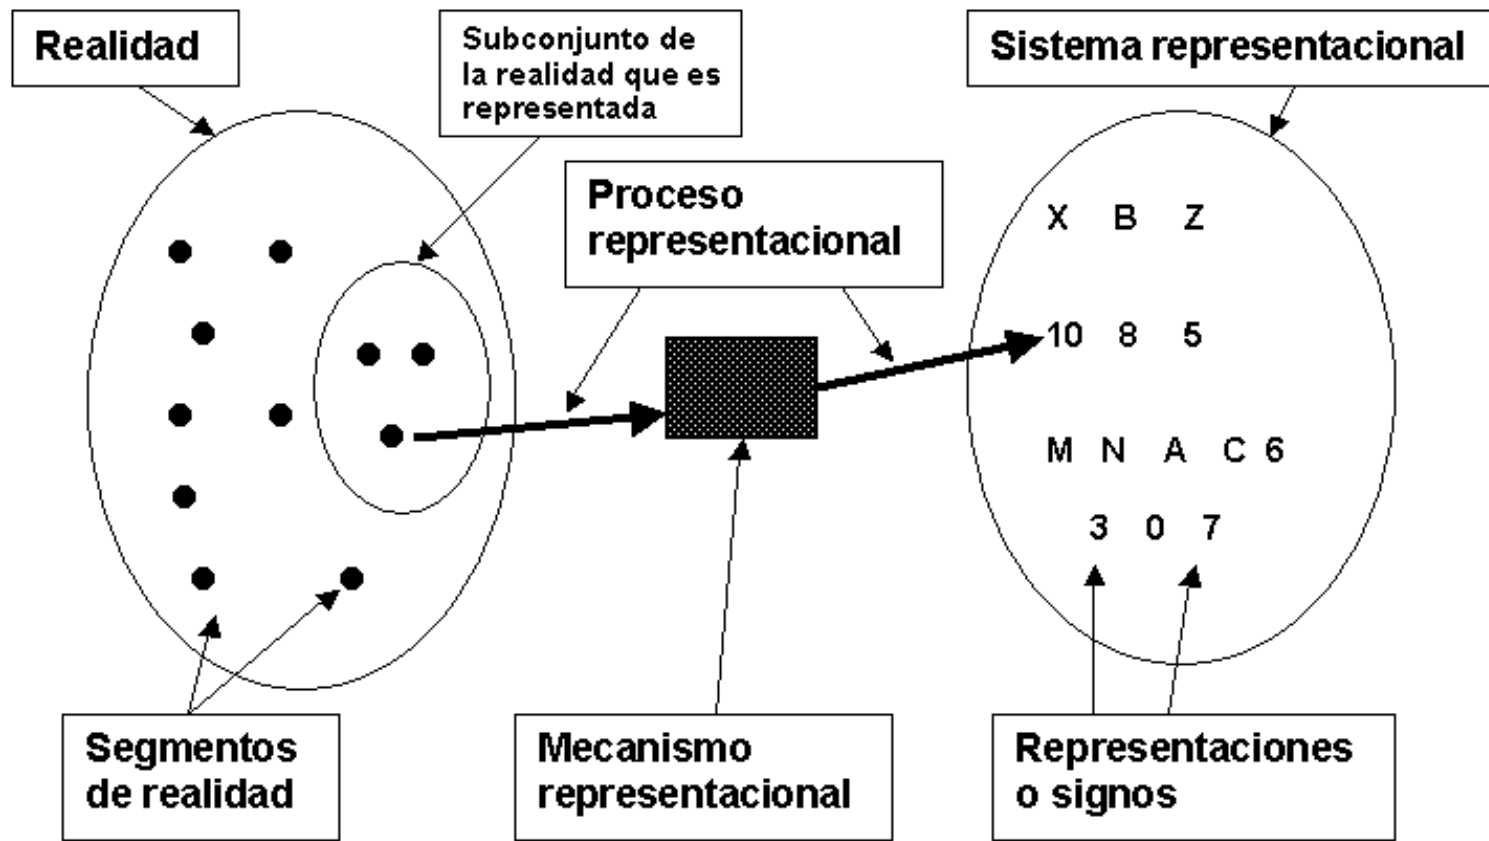 Realidad
Subconjunto de
la realidad que es
representada
Sistema representacional
Proceso
representacional
X B Z
10 8 5
M N A C 6
3 0 7
Segmentos
de realidad
Mecanismo
representacional
Representaciones
o signos